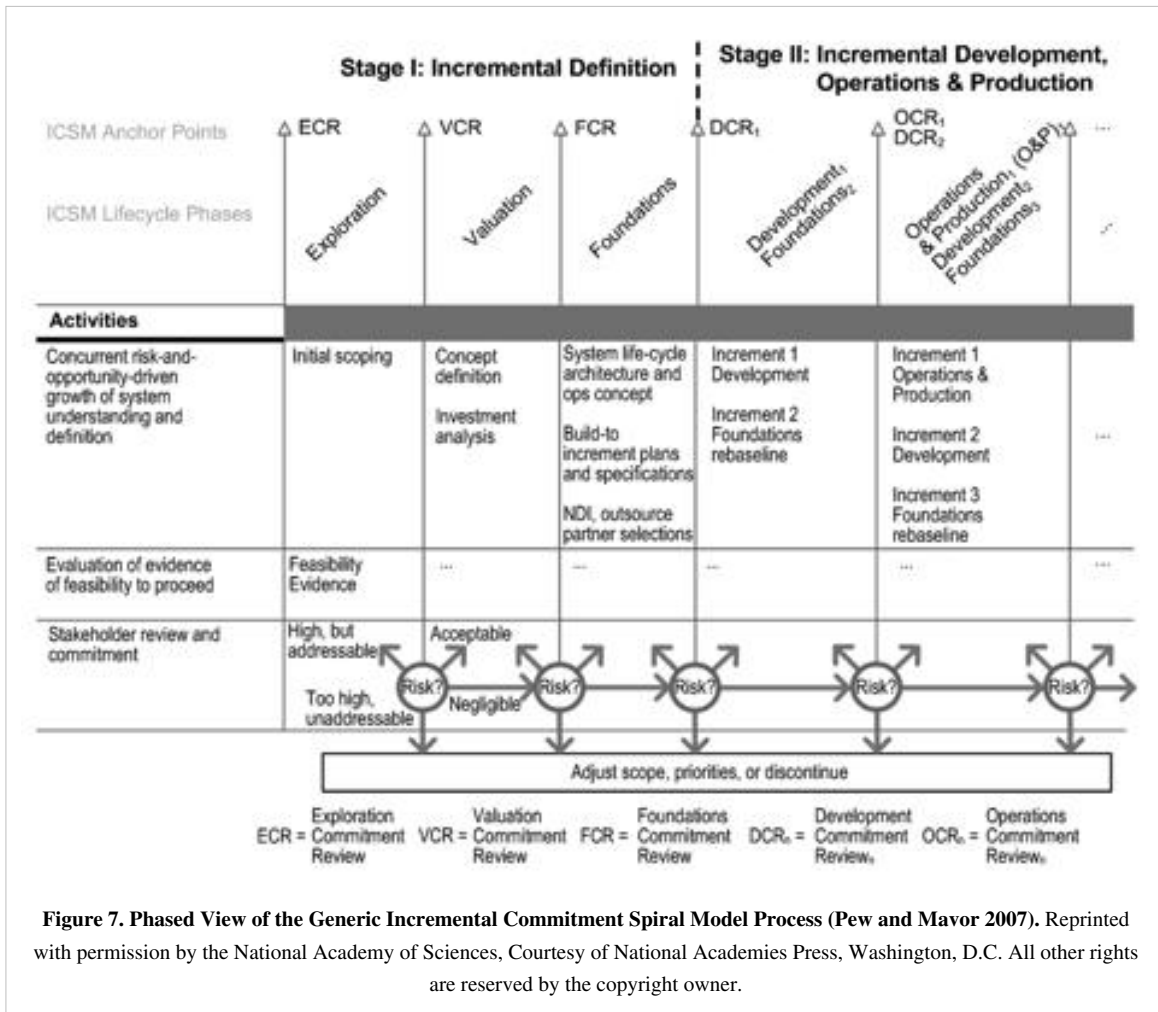 Stage I: Incremental Definition
Stage II: Incremental Development,
Operations & Production
ICSM Anchor Points
ECR
VCR
FCR
DCR₁
OCR₁
DCR₂
...
ICSM Lifecycle Phases
Exploration
Valuation
Foundations
Development₁
Foundations₂
Operations
& Production₁ (O&P)
Development₂
Foundations₃
...
Activities
Concurrent risk-and-
opportunity-driven
growth of system
understanding and
definition
Initial scoping
Concept
definition
Investment
analysis
System life-cycle
architecture and
ops concept
Build-to
increment plans
and specifications
NDI, outsource
partner selections
Increment 1
Development
Increment 2
Foundations
rebaseline
Increment 1
Operations &
Production
Increment 2
Development
Increment 3
Foundations
rebaseline
...
Evaluation of evidence
of feasibility to proceed
Feasibility
Evidence
...
...
...
...
...
Stakeholder review and
commitment
High, but
addressable
Acceptable
Too high,
unaddressable
Negligible
Risk?
Risk?
Risk?
Risk?
Risk?
Adjust scope, priorities, or discontinue
ECR = Exploration
Commitment
Review
VCR = Valuation
Commitment
Review
FCR = Foundations
Commitment
Review
DCRₙ = Development
Commitment
Reviewₙ
OCRₙ = Operations
Commitment
Reviewₙ
Figure 7. Phased View of the Generic Incremental Commitment Spiral Model Process (Pew and Mavor 2007). Reprinted
with permission by the National Academy of Sciences, Courtesy of National Academies Press, Washington, D.C. All other rights
are reserved by the copyright owner.